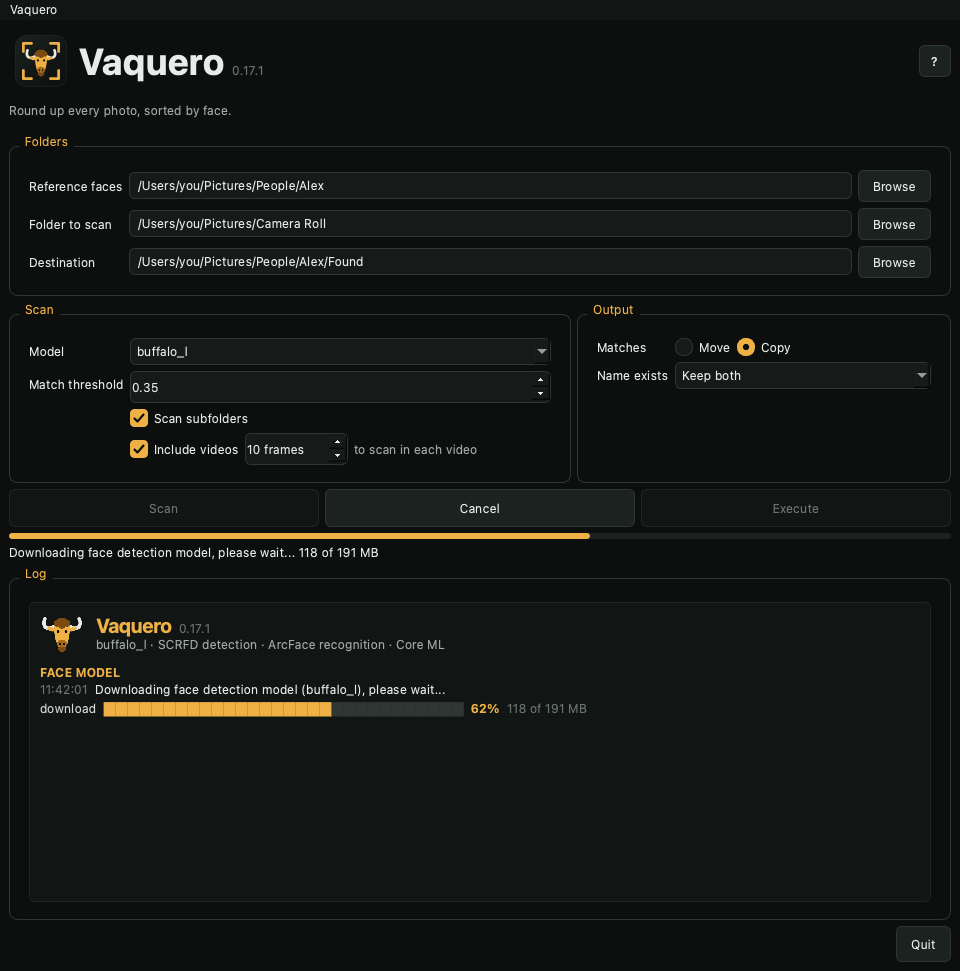 Vaquero
Vaquero 0.17.1
?
Round up every photo, sorted by face.
Folders
Reference faces /Users/you/Pictures/People/Alex Browse
Folder to scan /Users/you/Pictures/Camera Roll Browse
Destination /Users/you/Pictures/People/Alex/Found Browse
Scan
Model buffalo_l
Match threshold 0.35
Scan subfolders
Include videos 10 frames to scan in each video
Output
Matches Move Copy
Name exists Keep both
Scan Cancel Execute
Downloading face detection model, please wait... 118 of 191 MB
Log
Vaquero 0.17.1
buffalo_l · SCRFD detection · ArcFace recognition · Core ML
FACE MODEL
11:42:01 Downloading face detection model (buffalo_l), please wait...
download 62% 118 of 191 MB
Quit